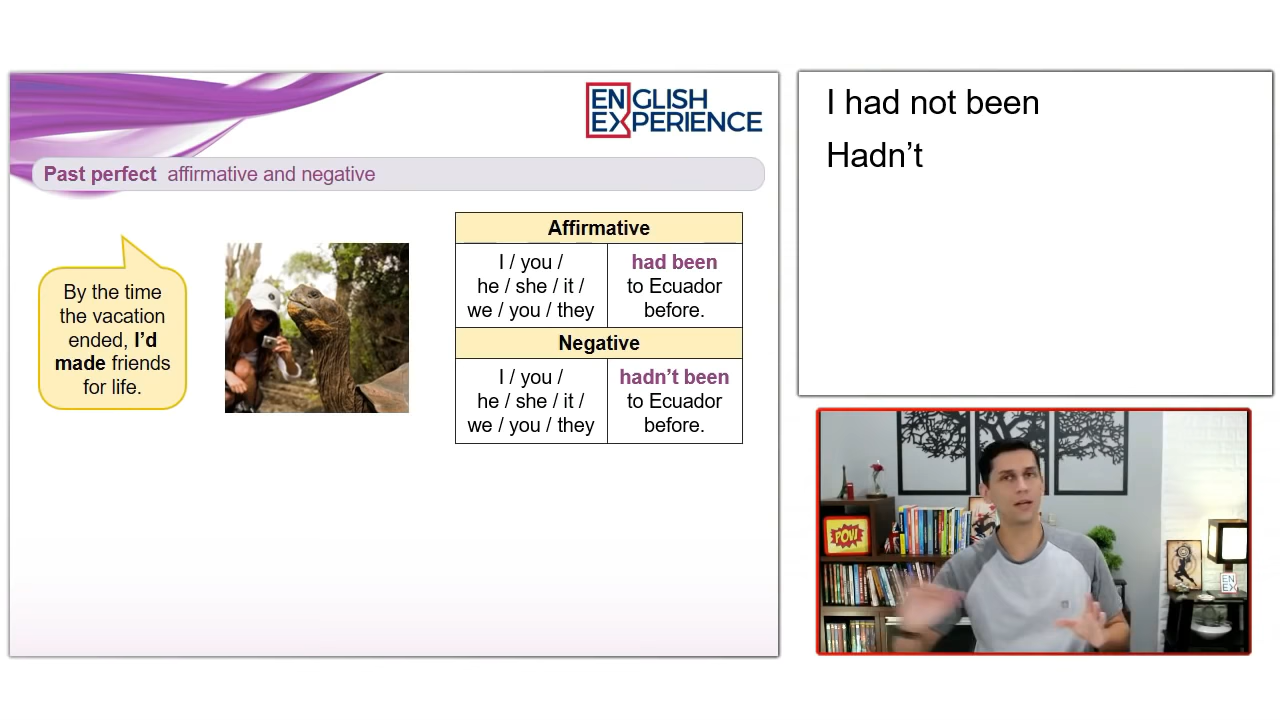 ENGLISH
EXPERIENCE
Past perfect affirmative and negative
By the time
the vacation
ended, I’d
made friends
for life.
Affirmative
I / you /
he / she / it /
we / you / they
had been
to Ecuador
before.
Negative
I / you /
he / she / it /
we / you / they
hadn’t been
to Ecuador
before.
I had not been
Hadn’t
POW!
EN
EX